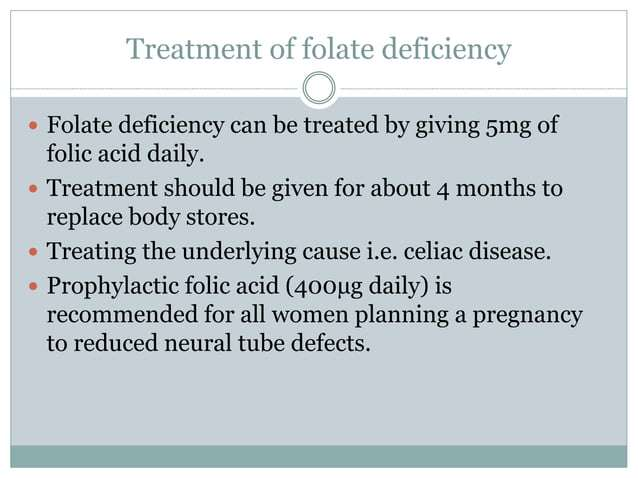 Treatment of folate deficiency
• Folate deficiency can be treated by giving 5mg of
folic acid daily.
• Treatment should be given for about 4 months to
replace body stores.
• Treating the underlying cause i.e. celiac disease.
• Prophylactic folic acid (400µg daily) is
recommended for all women planning a pregnancy
to reduced neural tube defects.